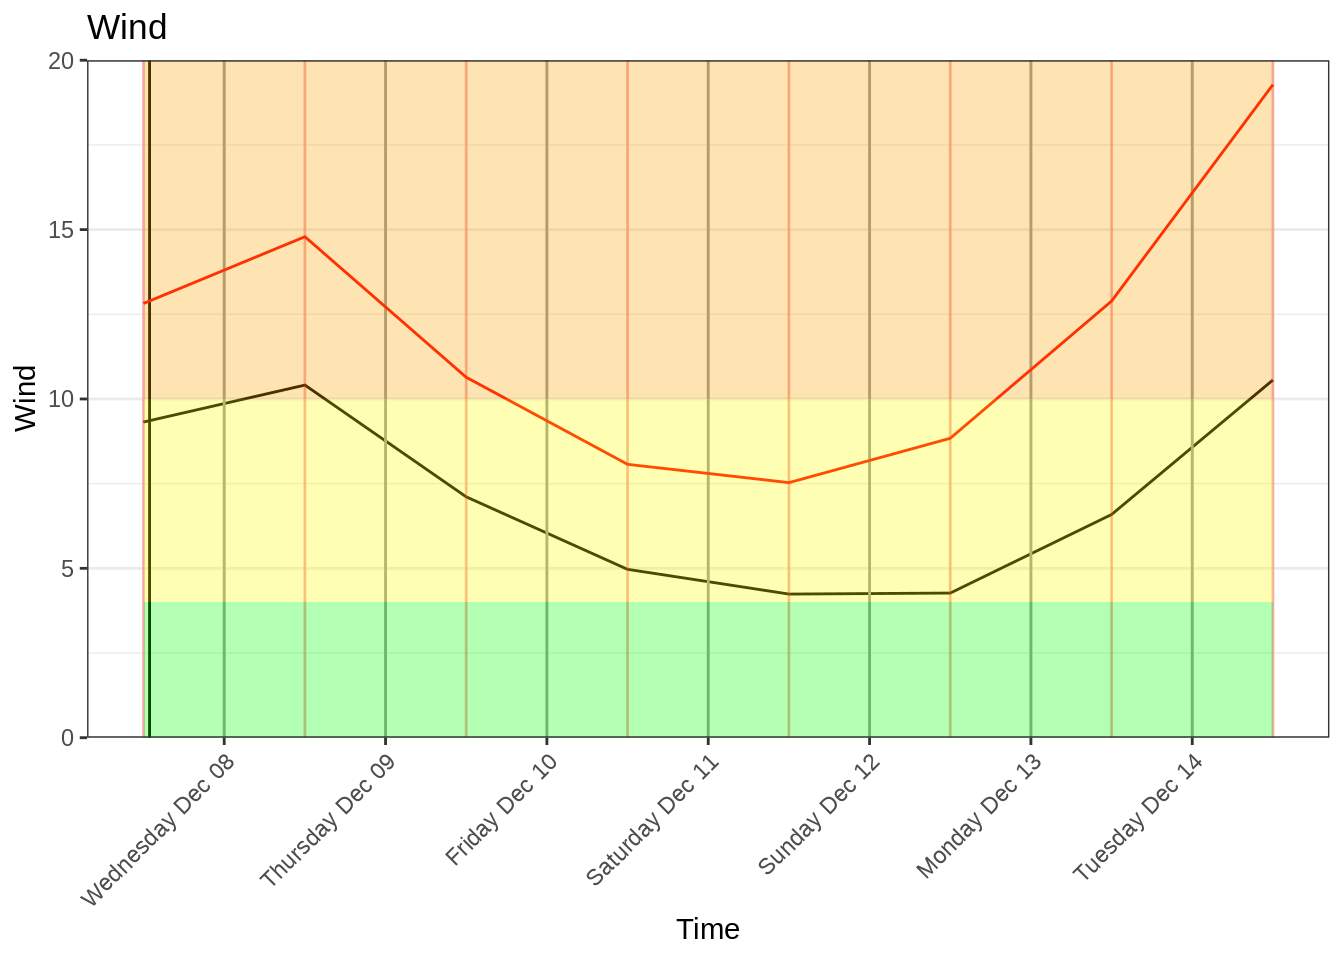 Wind
20
15
10
5
0
Wind
Wednesday Dec 08
Thursday Dec 09
Friday Dec 10
Saturday Dec 11
Sunday Dec 12
Monday Dec 13
Tuesday Dec 14
Time